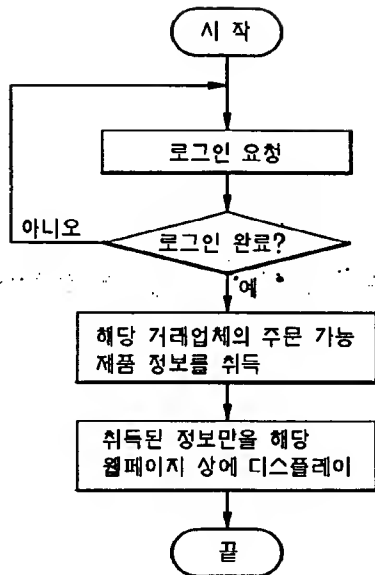 시 작
로그인 요청
아니오
로그인 완료?
예
해당 거래업체의 주문 가능
제품 정보를 취득
취득된 정보만을 해당
웹페이지 상에 디스플레이
끝